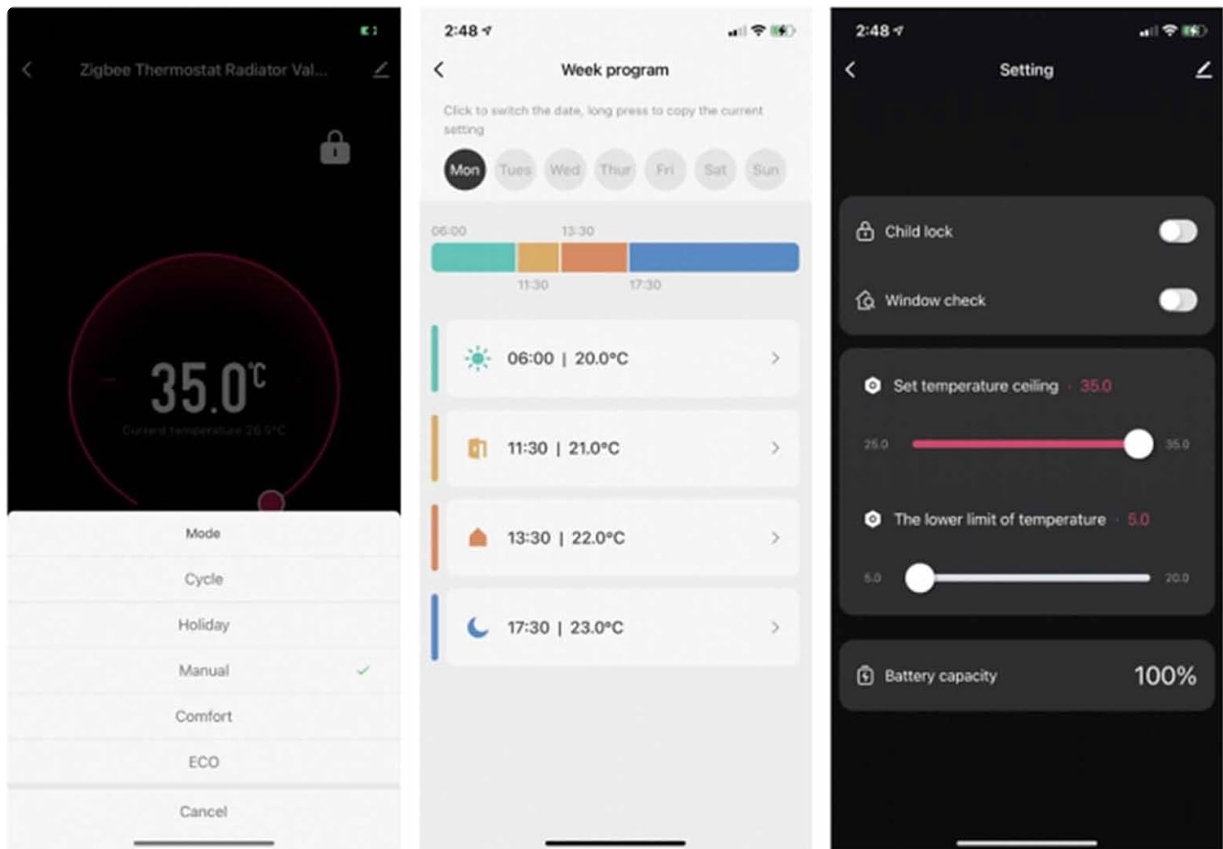 Zigbee Thermostat Radiator Val...
35.0℃
Current temperature 26.0℃
Mode
Cycle
Holiday
Manual
Comfort
ECO
Cancel
2:48
Week program
Click to switch the date, long press to copy the current
setting
Mon Tues Wed Thur Fri Sat Sun
06:00 13:30
11:30 17:30
06:00 | 20.0°C
11:30 | 21.0°C
13:30 | 22.0°C
17:30 | 23.0°C
2:48
Setting
Child lock
Window check
Set temperature ceiling · 35.0
25.0 35.0
The lower limit of temperature · 5.0
5.0 20.0
Battery capacity 100%